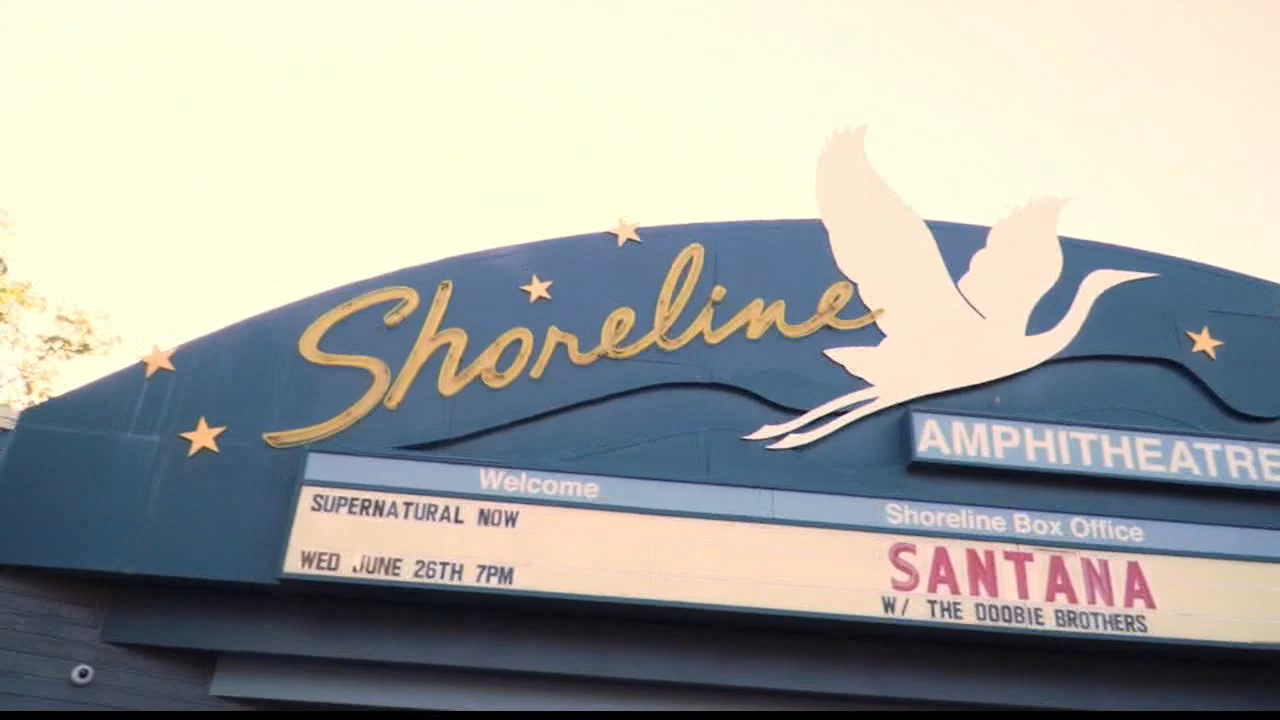 Shoreline
AMPHITHEATRE
Welcome
Shoreline Box Office
SUPERNATURAL NOW
WED JUNE 26TH 7PM
SANTANA
W/ THE DOOBIE BROTHERS